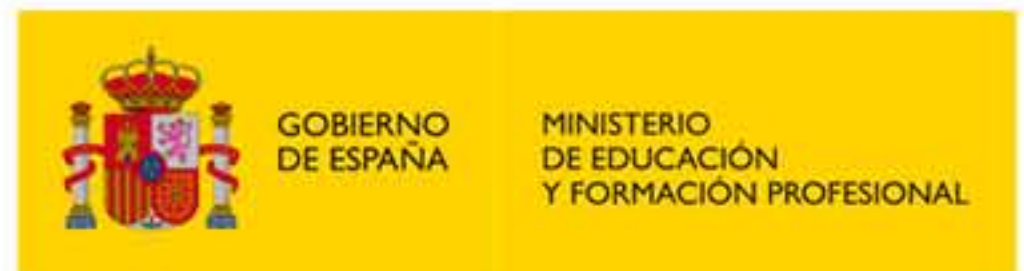 GOBIERNO
DE ESPAÑA
MINISTERIO
DE EDUCACIÓN
Y FORMACIÓN PROFESIONAL